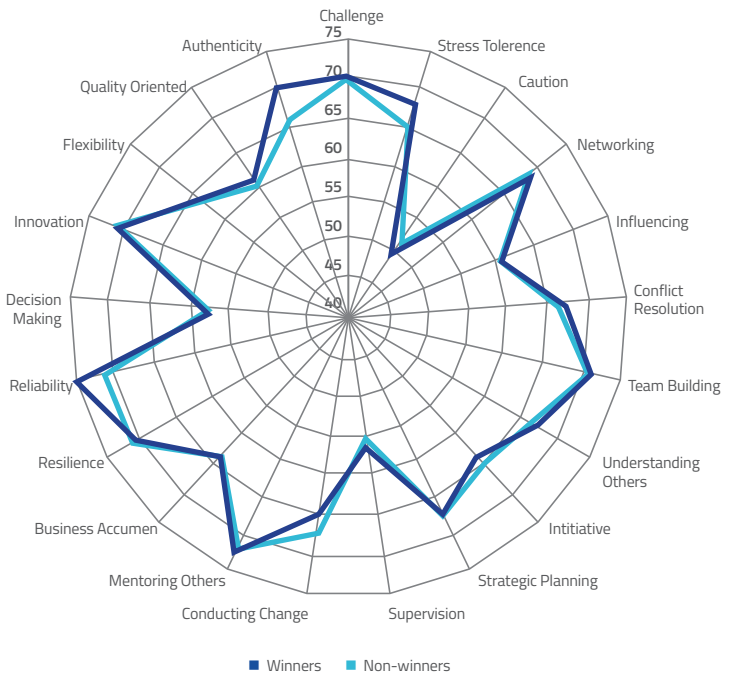 Challenge
75
Authenticity
Stress Tolerence
70
Quality Oriented
Caution
65
Flexibility
Networking
60
55
Innovation
Influencing
50
45
Decision
Making
Conflict
Resolution
40
Reliability
Team Building
Resilience
Understanding
Others
Business Accumen
Intitiative
Mentoring Others
Strategic Planning
Conducting Change
Supervision
Winners
Non-winners